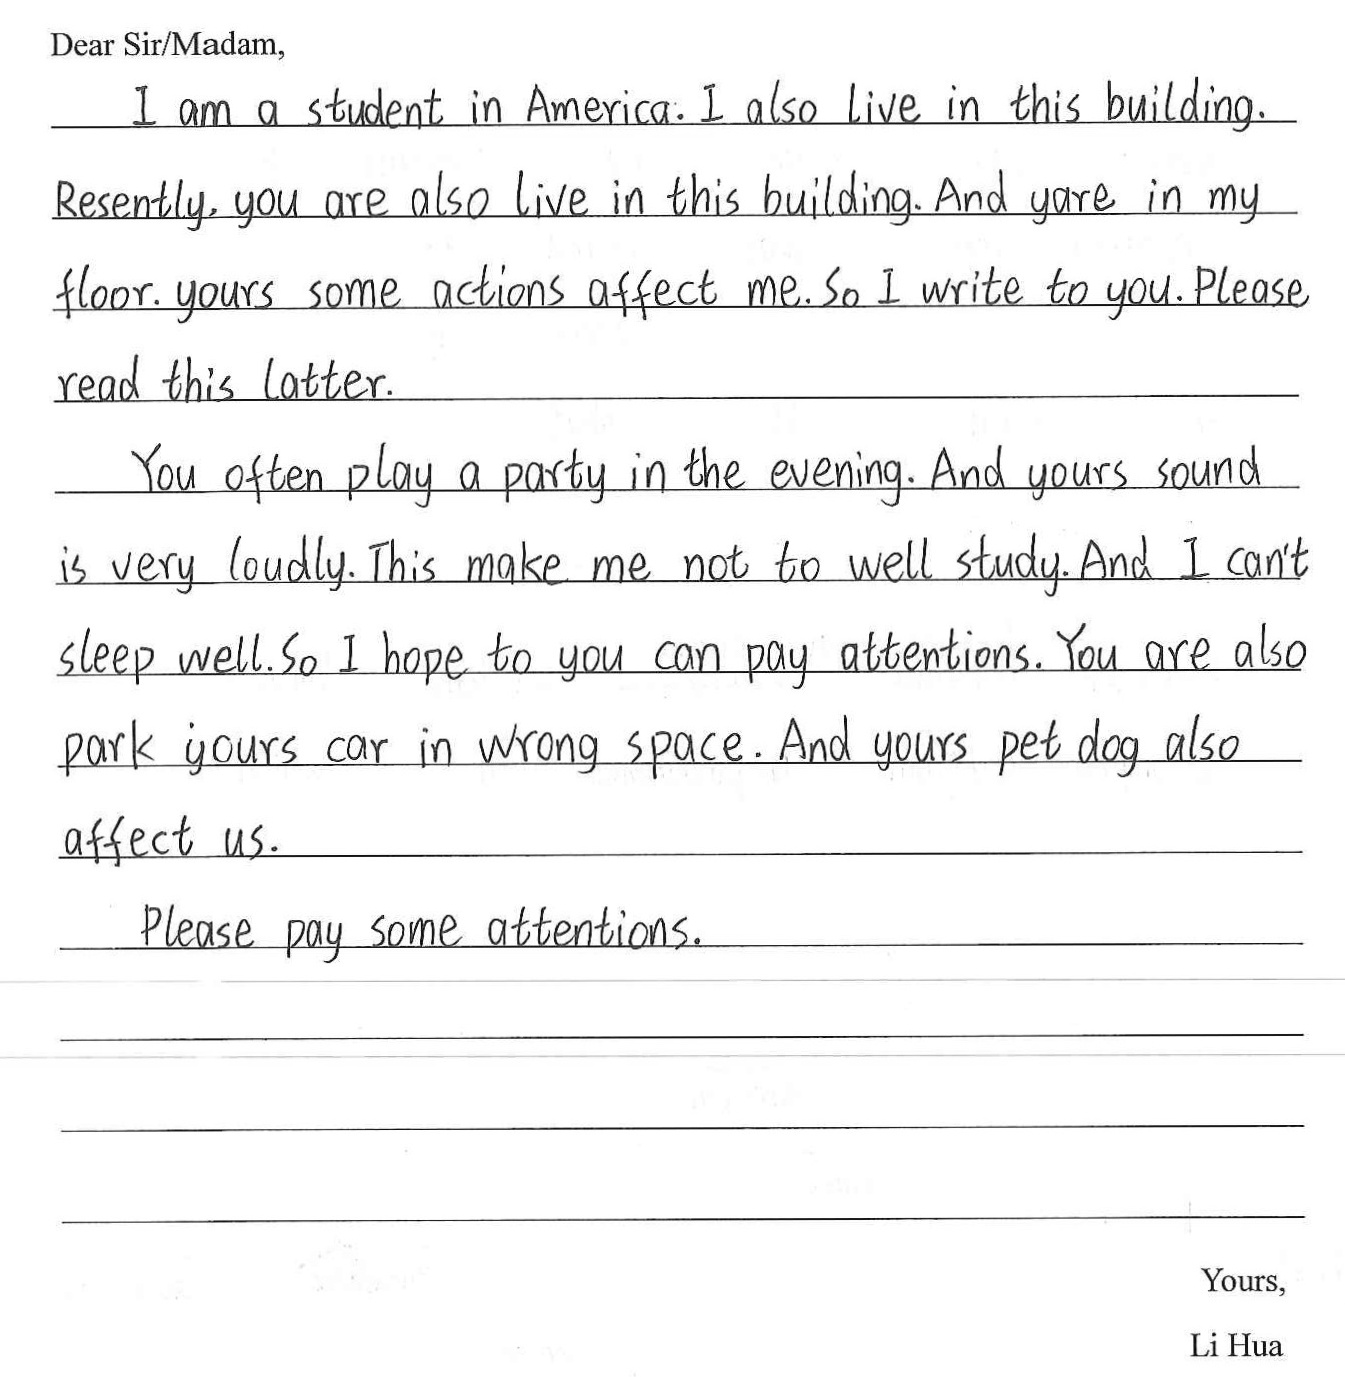 Dear Sir/Madam,
I am a student in America. I also live in this building.
Resently, you are also live in this building. And yare in my
floor. yours some actions affect me. So I write to you. Please
read this latter.
You often play a party in the evening. And yours sound
is very loudly. This make me not to well study. And I can't
sleep well. So I hope to you can pay attentions. You are also
park yours car in wrong space. And yours pet dog also
affect us.
Please pay some attentions.
Yours,
Li Hua